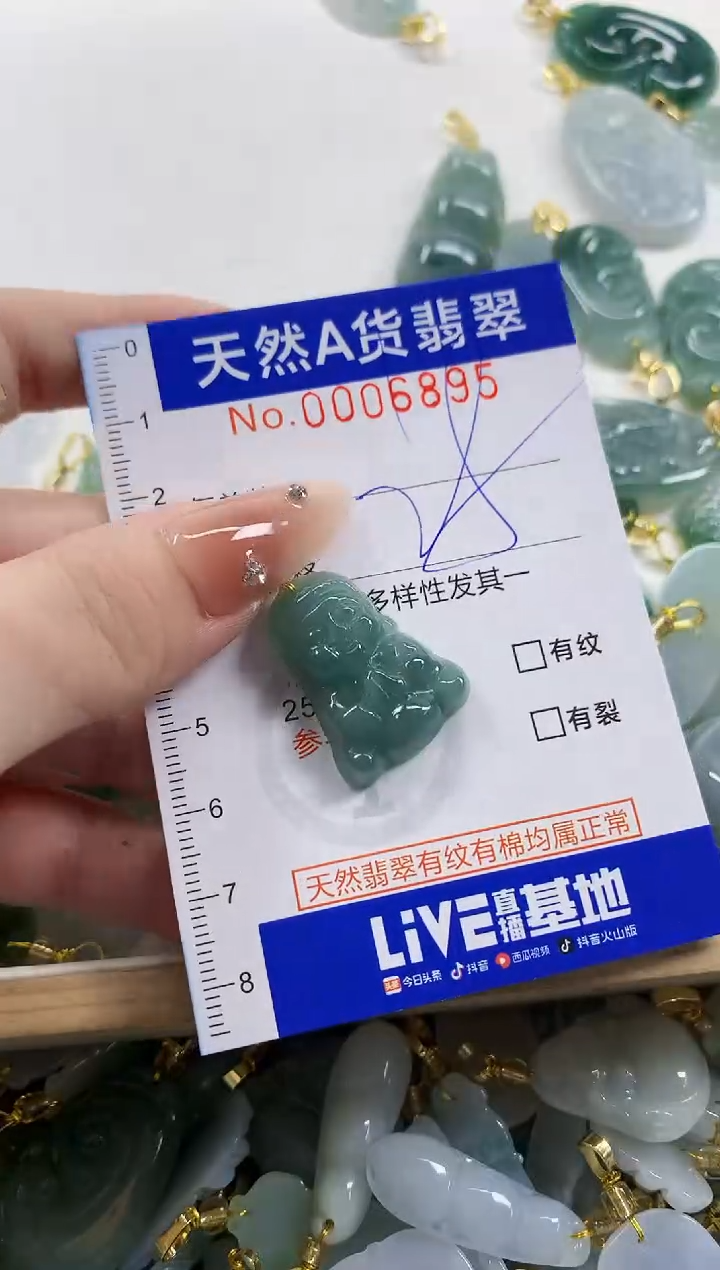 天然A货翡翠
No.0006895
多样性发其一
□有纹
25
□有裂
参
天然翡翠有纹有棉均属正常
LiVE直播基地
头条 今日头条 抖音 西瓜视频 抖音火山版
0
1
2
5
6
7
8